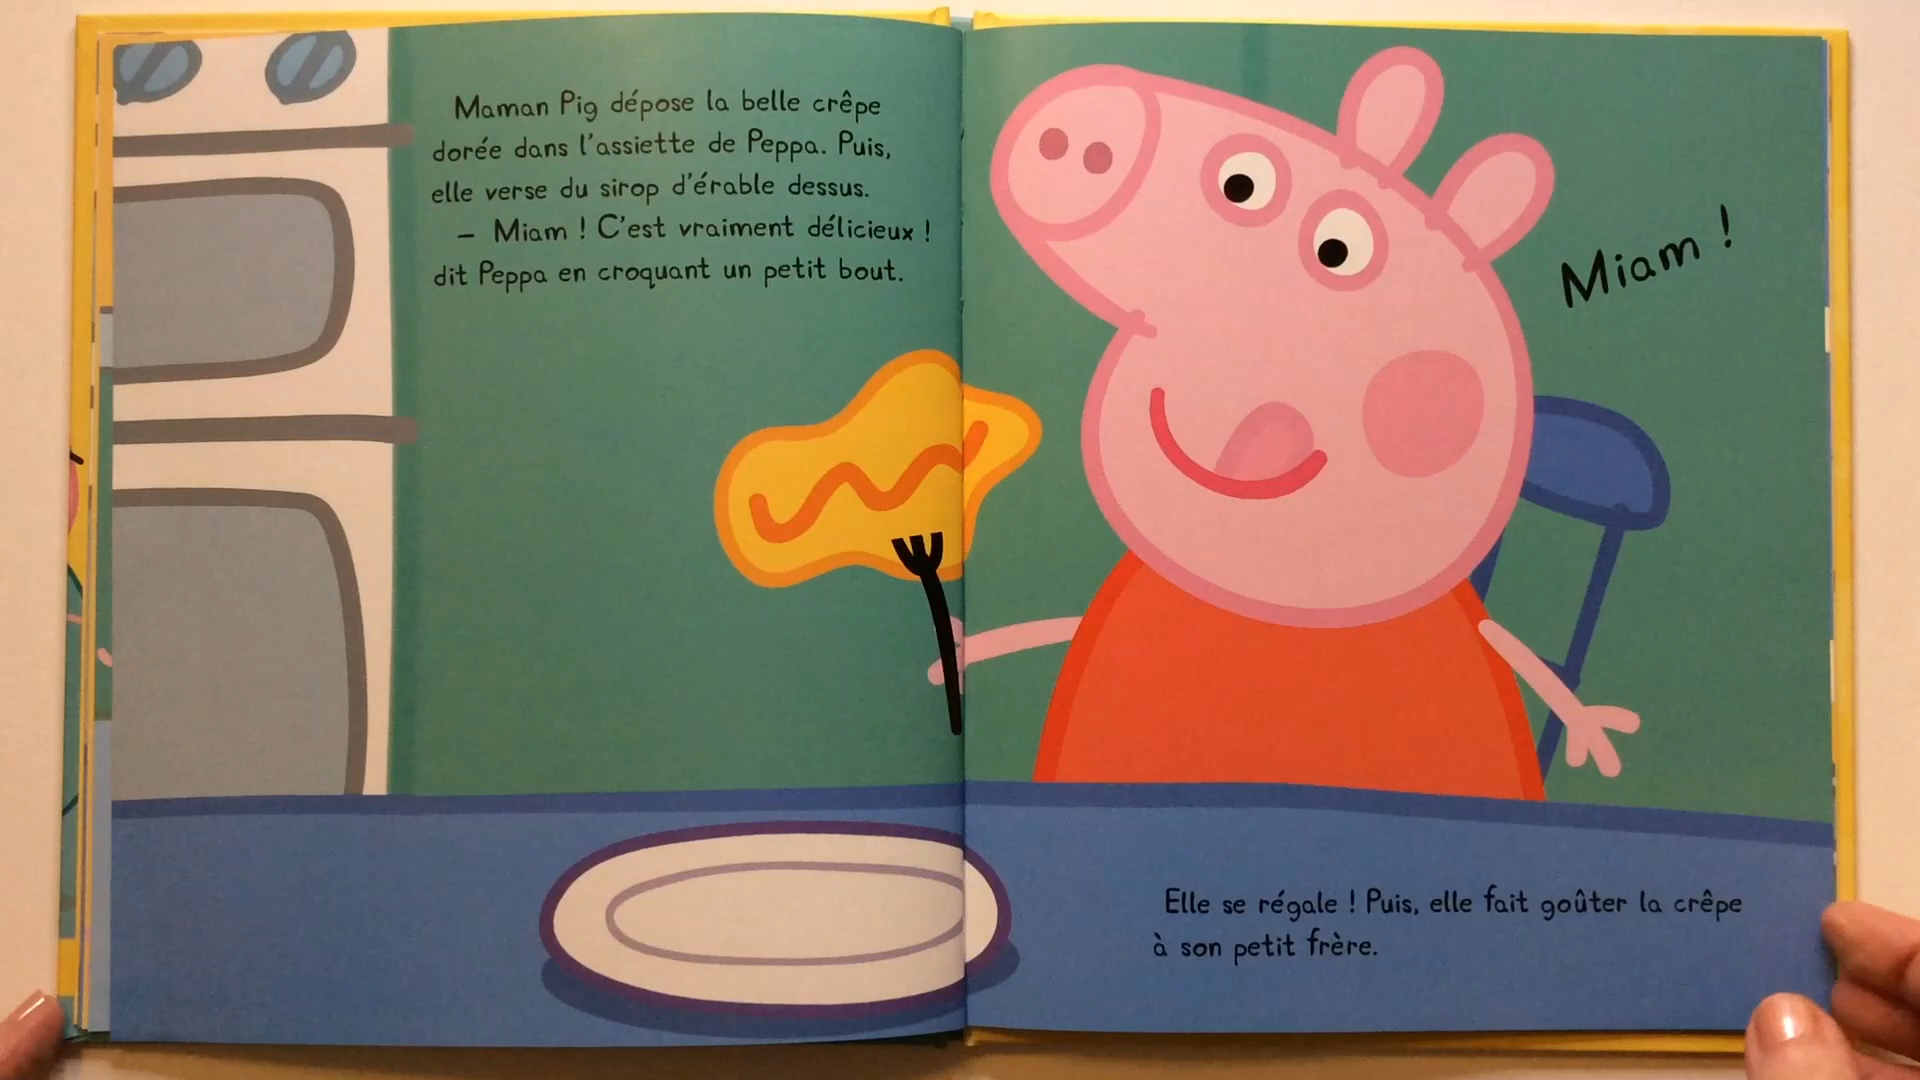 Maman Pig dépose la belle crêpe
dorée dans l'assiette de Peppa. Puis,
elle verse du sirop d'érable dessus.
– Miam ! C'est vraiment délicieux !
dit Peppa en croquant un petit bout.
Miam !
Elle se régale ! Puis, elle fait goûter la crêpe
à son petit frère.